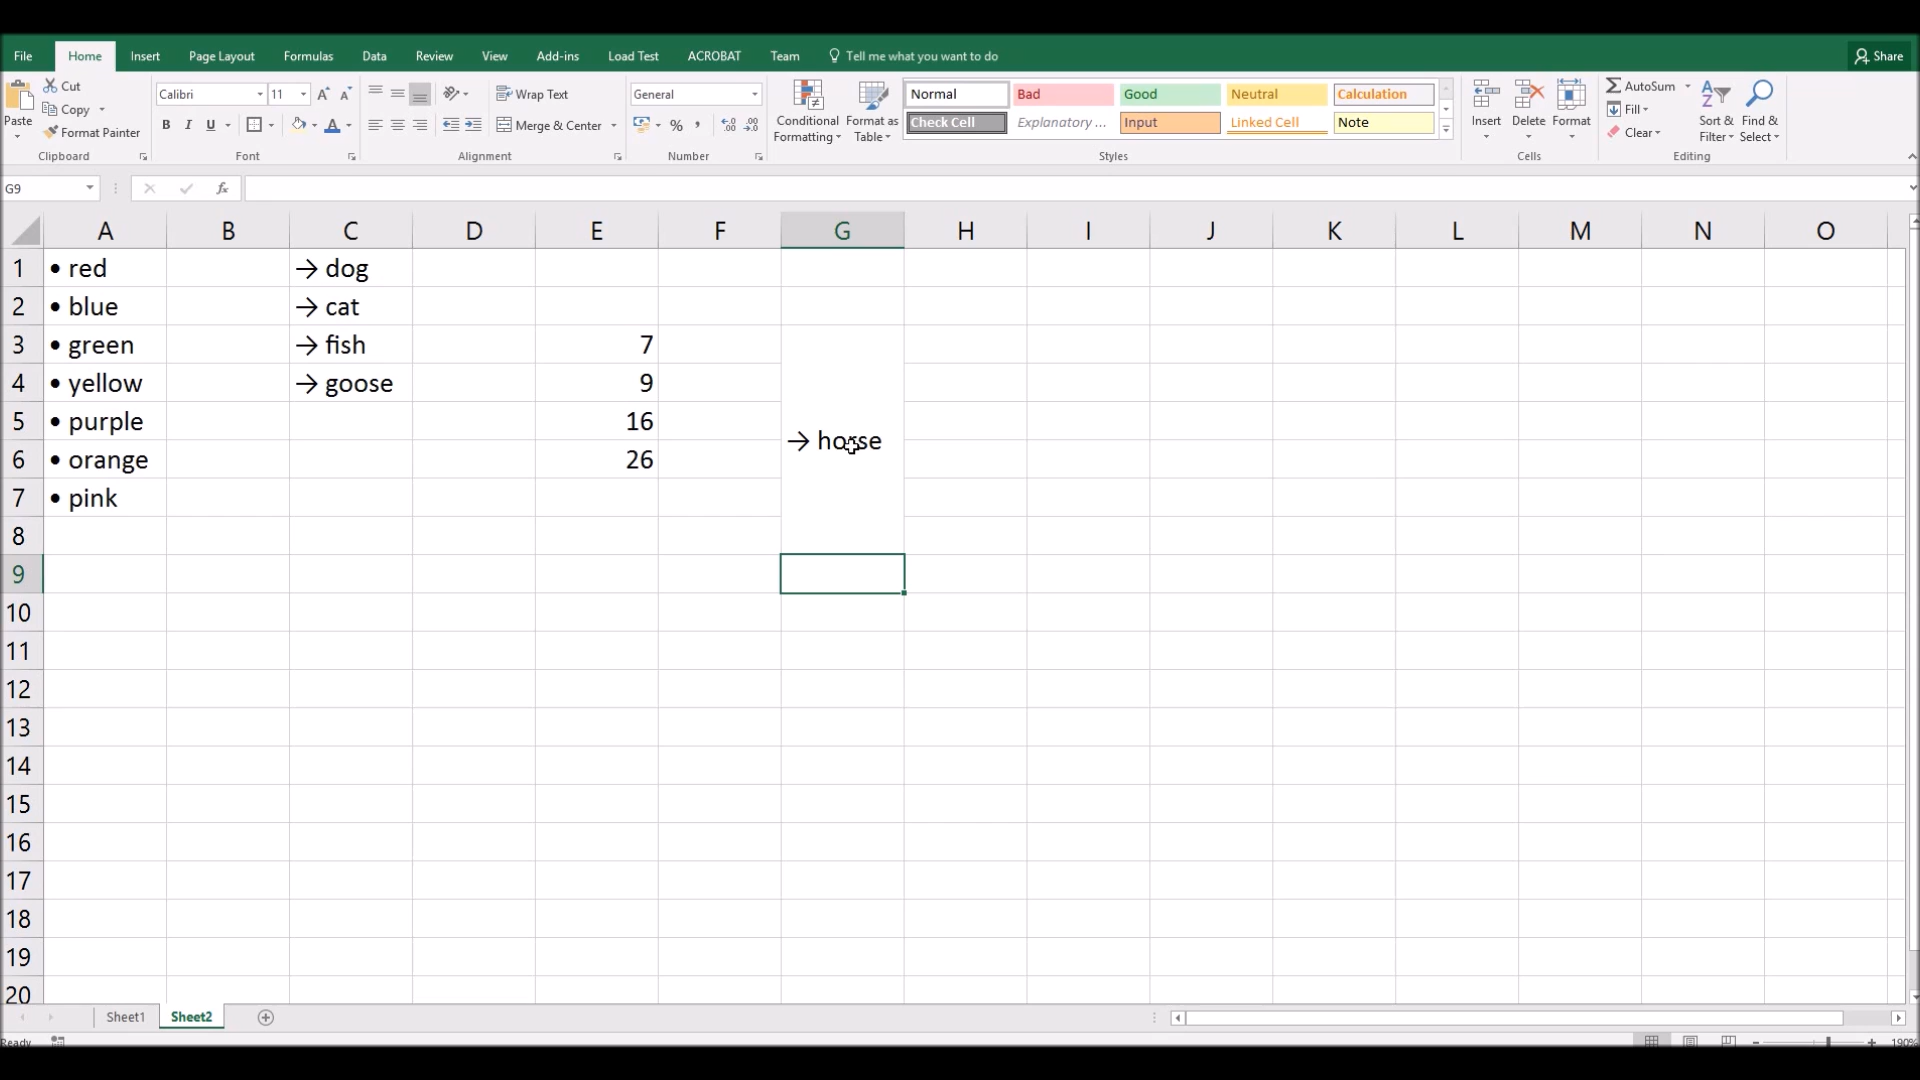 File Home Insert Page Layout Formulas Data Review View Add-ins Load Test ACROBAT Team Tell me what you want to do Share
Paste Cut Calibri 11 Wrap Text General Conditional Formatting Format as Table Normal Bad Good Neutral Calculation Insert Delete Format AutoSum Sort & Filter Find & Select
Copy Merge & Center Check Cell Explanatory ... Input Linked Cell Note Fill
Format Painter B I U % , Clear
Clipboard Font Alignment Number Styles Cells Editing
G9 fx
A B C D E F G H I J K L M N O
1 • red → dog
2 • blue → cat
3 • green → fish 7
4 • yellow → goose 9
5 • purple 16
→ horse
6 • orange 26
7 • pink
8
9
10
11
12
13
14
15
16
17
18
19
20
Sheet1 Sheet2
Ready 190%